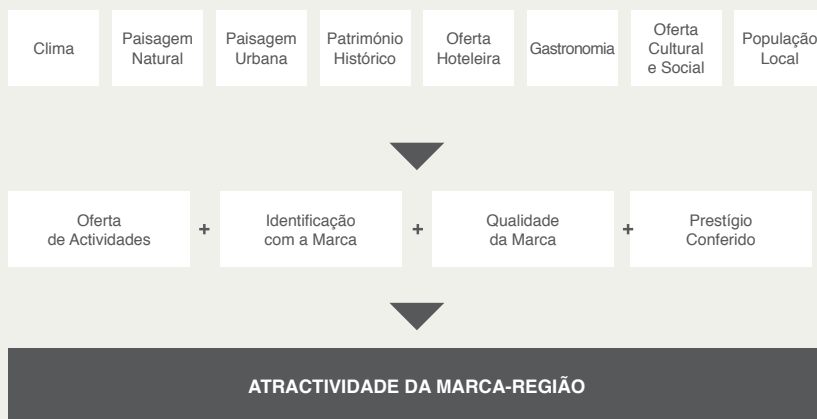 Clima
Paisagem
Natural
Paisagem
Urbana
Património
Histórico
Oferta
Hoteleira
Gastronomia
Oferta
Cultural
e Social
População
Local
Oferta
de Actividades
+
Identificação
com a Marca
+
Qualidade
da Marca
+
Prestígio
Conferido
ATRACTIVIDADE DA MARCA-REGIÃO